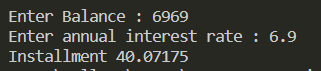 Enter Balance : 6969
Enter annual interest rate : 6.9
Installment 40.07175